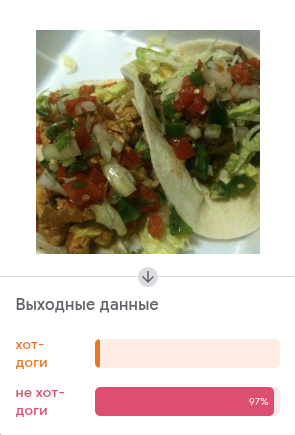 Выходные данные
хот-
доги
не хот-
доги
97%